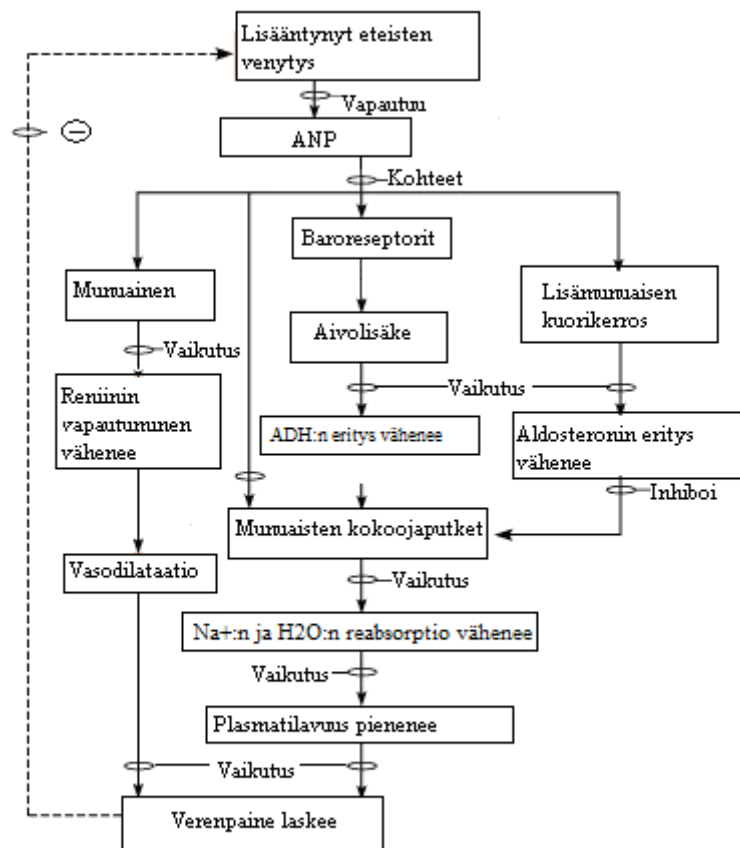 Lisääntynyt eteisten
venytys
Vapautuu
ANP
Kohteet
Baroreseptorit
Munuainen
Lisämunuaisen
kuorikerros
Aivolisäke
Vaikutus
Vaikutus
Reniinin
vapautuminen
vähenee
ADH:n eritys vähenee
Aldosteronin eritys
vähenee
Inhiboi
Munuaisten kokoojaputket
Vasodilataatio
Vaikutus
Na+:n ja H2O:n reabsorptio vähenee
Vaikutus
Plasmatilavuus pienenee
Vaikutus
Verenpaine laskee